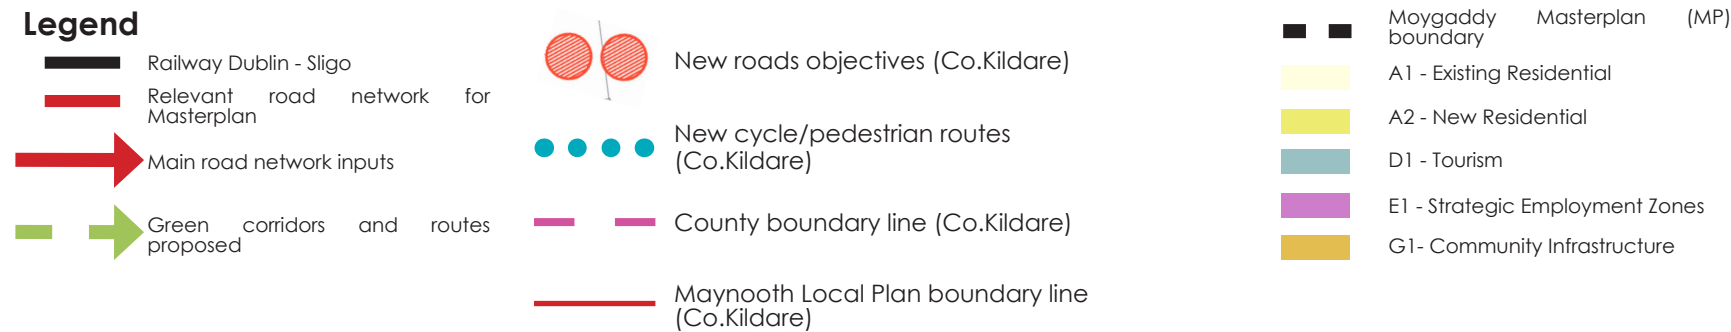 Legend
Railway Dublin - Sligo
Relevant road network for
Masterplan
Main road network inputs
Green corridors and routes
proposed
New roads objectives (Co.Kildare)
New cycle/pedestrian routes
(Co.Kildare)
County boundary line (Co.Kildare)
Maynooth Local Plan boundary line
(Co.Kildare)
Moygaddy Masterplan (MP)
boundary
A1 - Existing Residential
A2 - New Residential
D1 - Tourism
E1 - Strategic Employment Zones
G1- Community Infrastructure